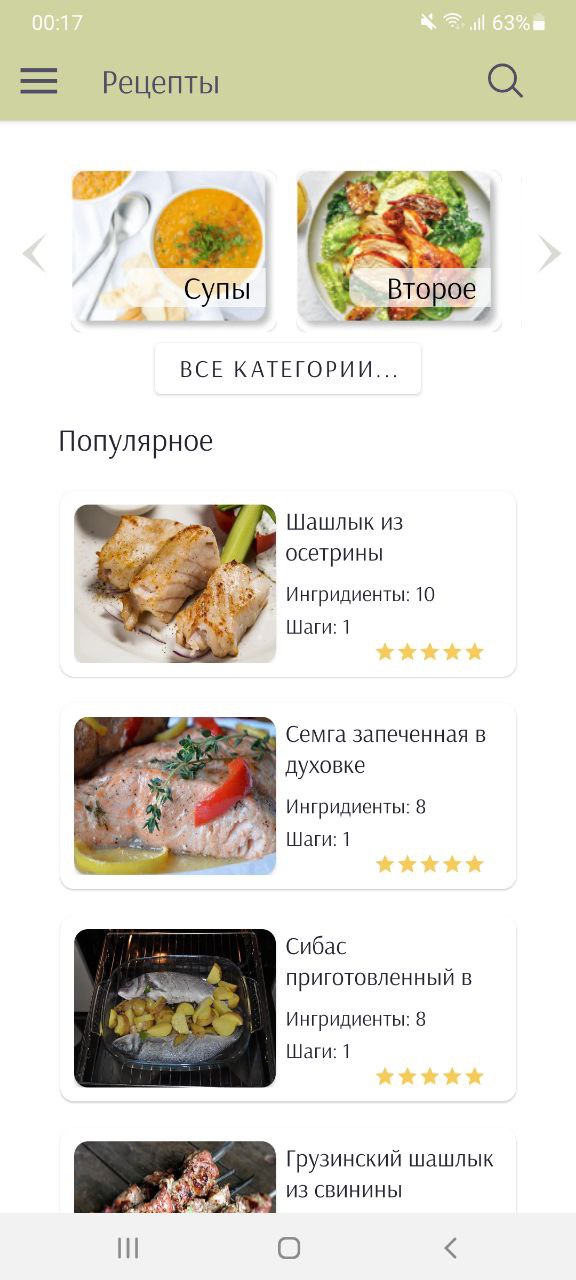 00:17
63%
Рецепты
Супы
Второе
ВСЕ КАТЕГОРИИ...
Популярное
Шашлык из
осетрины
Ингридиенты: 10
Шаги: 1
Семга запеченная в
духовке
Ингридиенты: 8
Шаги: 1
Сибас
приготовленный в
Ингридиенты: 8
Шаги: 1
Грузинский шашлык
из свинины